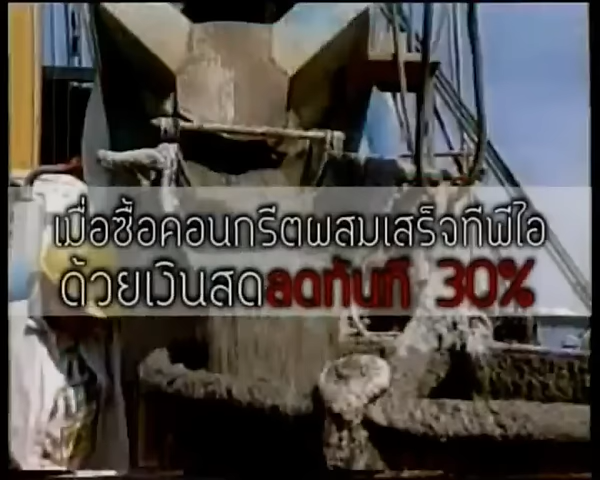 เมื่อซื้อคอนกรีตผสมเสร็จทีพีไอ
ด้วยเงินสดลดทันที 30%